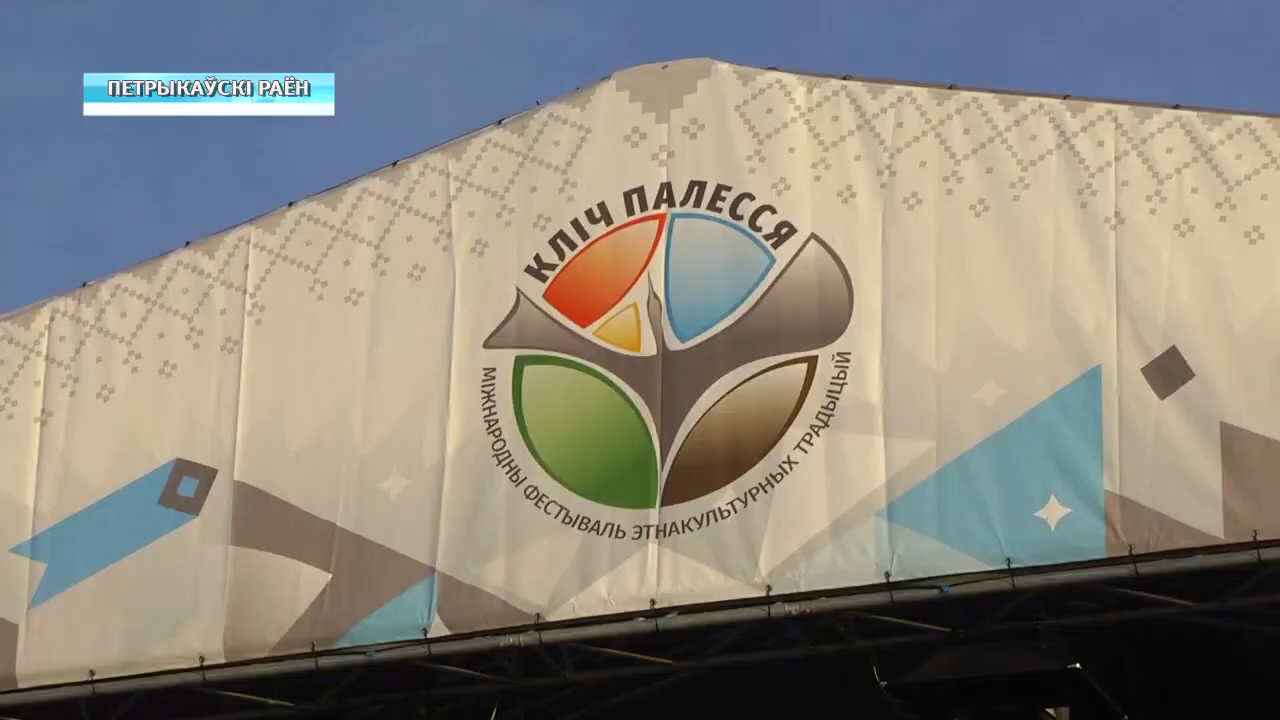 ПЕТРЫКАЎСКІ РАЁН
КЛІЧ ПАЛЕССЯ
МІЖНАРОДНЫ ФЕСТЫВАЛЬ ЭТНАКУЛЬТУРНЫХ ТРАДЫЦЫЙ